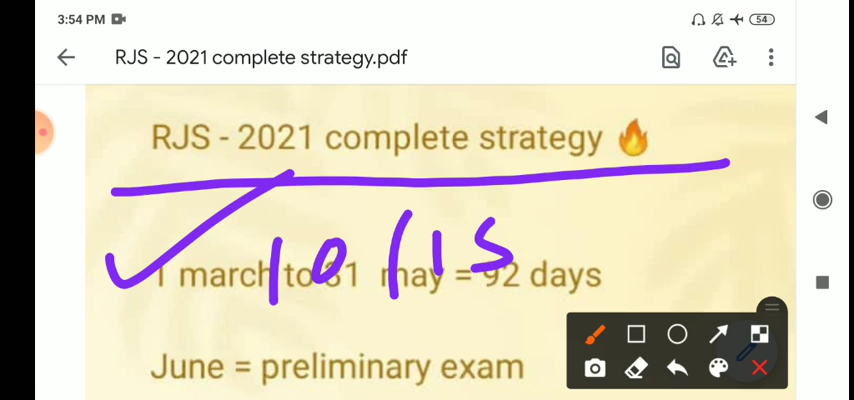 3:54 PM 54
RJS - 2021 complete strategy.pdf
RJS - 2021 complete strategy 🔥
10/15
1 march to 31 may = 92 days
June = preliminary exam